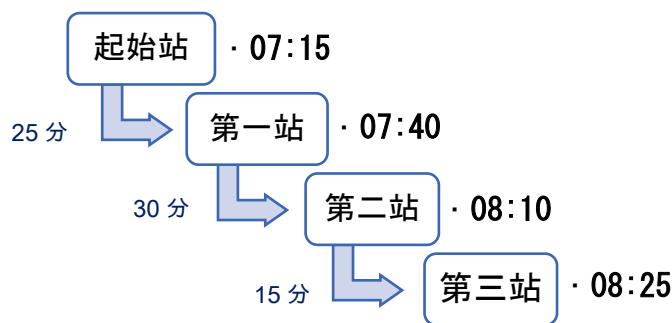 起始站 · 07:15
25 分
第一站 · 07:40
30 分
第二站 · 08:10
15 分
第三站 · 08:25